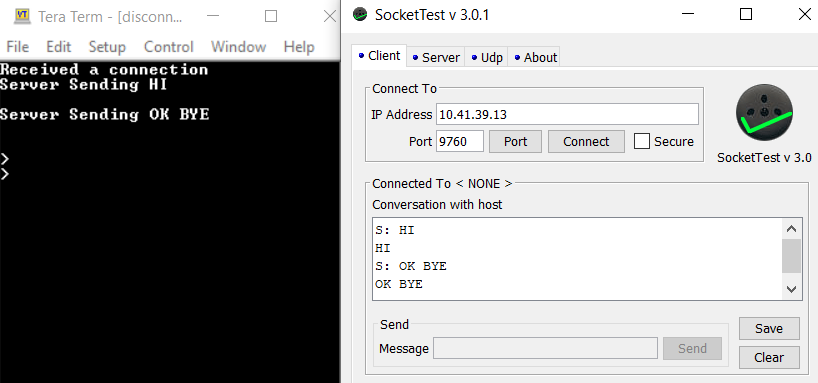 Tera Term - [disconn...
File Edit Setup Control Window Help
Received a connection
Server Sending HI
Server Sending OK BYE
>
>
SocketTest v 3.0.1
Client Server Udp About
Connect To
IP Address 10.41.39.13
Port 9760 Port Connect Secure
SocketTest v 3.0
Connected To < NONE >
Conversation with host
S: HI
HI
S: OK BYE
OK BYE
Send
Message Send
Save
Clear